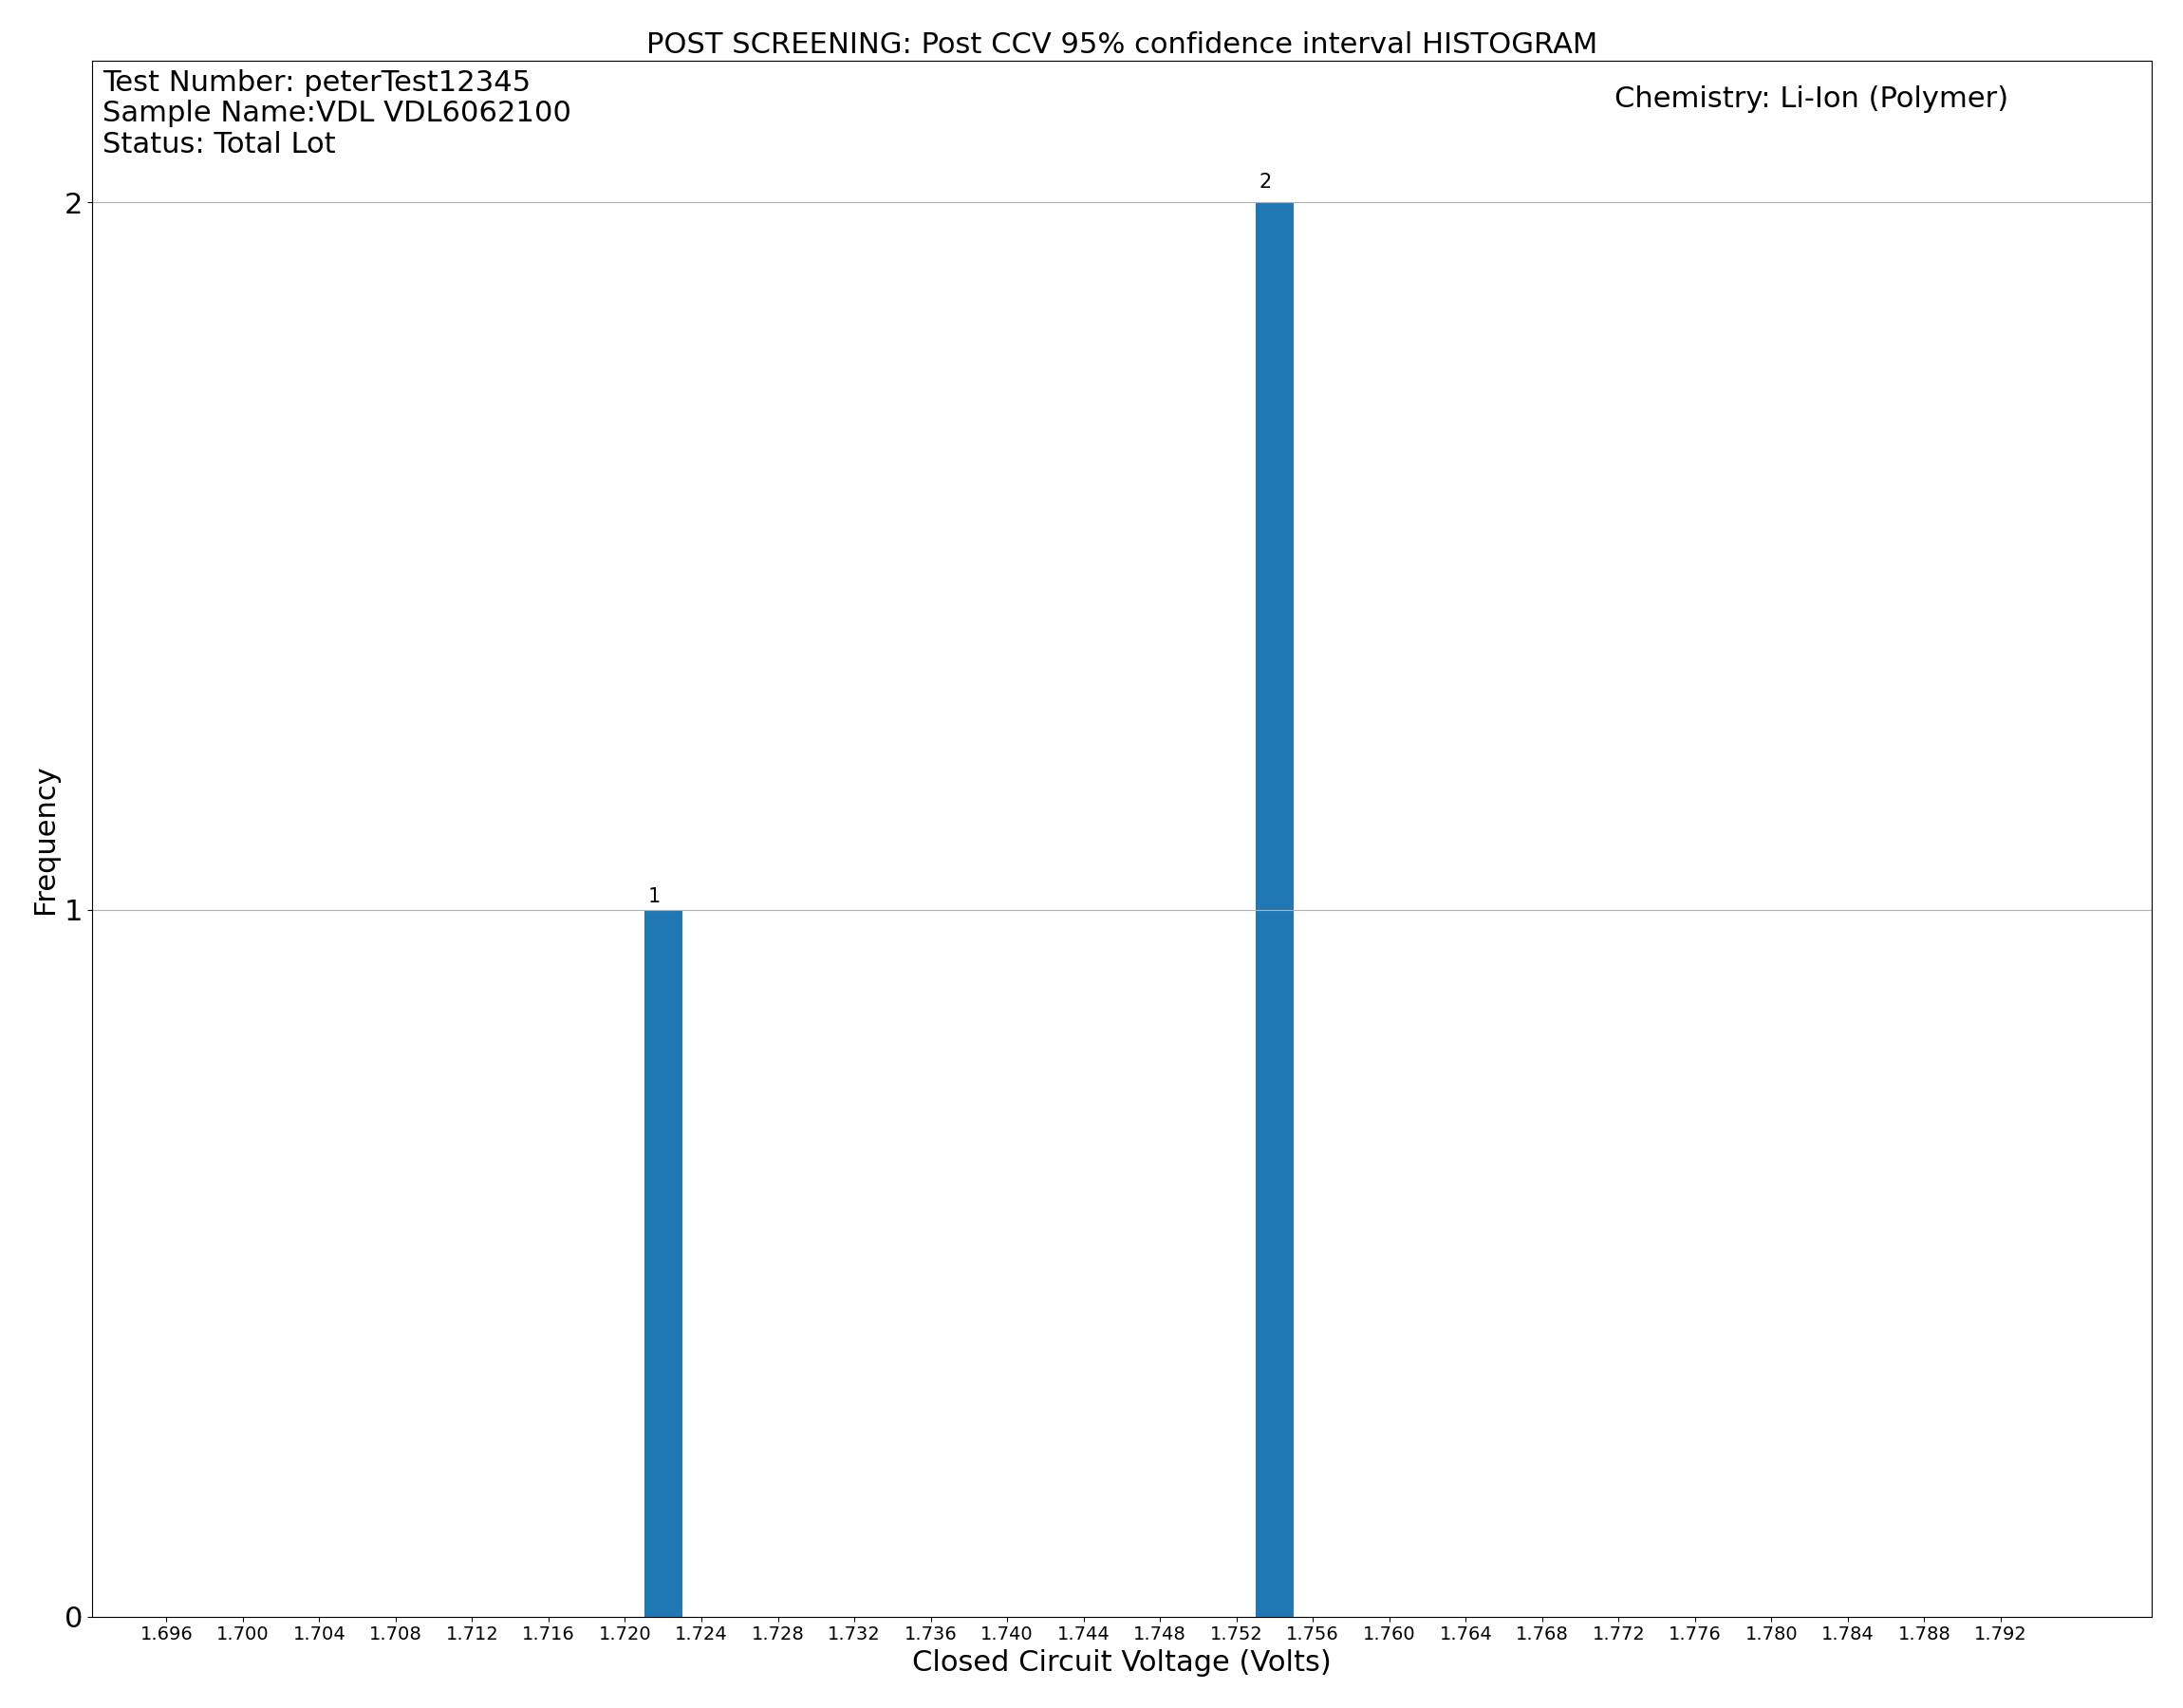 POST SCREENING: Post CCV 95% confidence interval HISTOGRAM
Test Number: peterTest12345
Sample Name:VDL VDL6062100
Status: Total Lot
Chemistry: Li-Ion (Polymer)
2
2
1
1
0
Frequency
1.696 1.700 1.704 1.708 1.712 1.716 1.720 1.724 1.728 1.732 1.736 1.740 1.744 1.748 1.752 1.756 1.760 1.764 1.768 1.772 1.776 1.780 1.784 1.788 1.792
Closed Circuit Voltage (Volts)